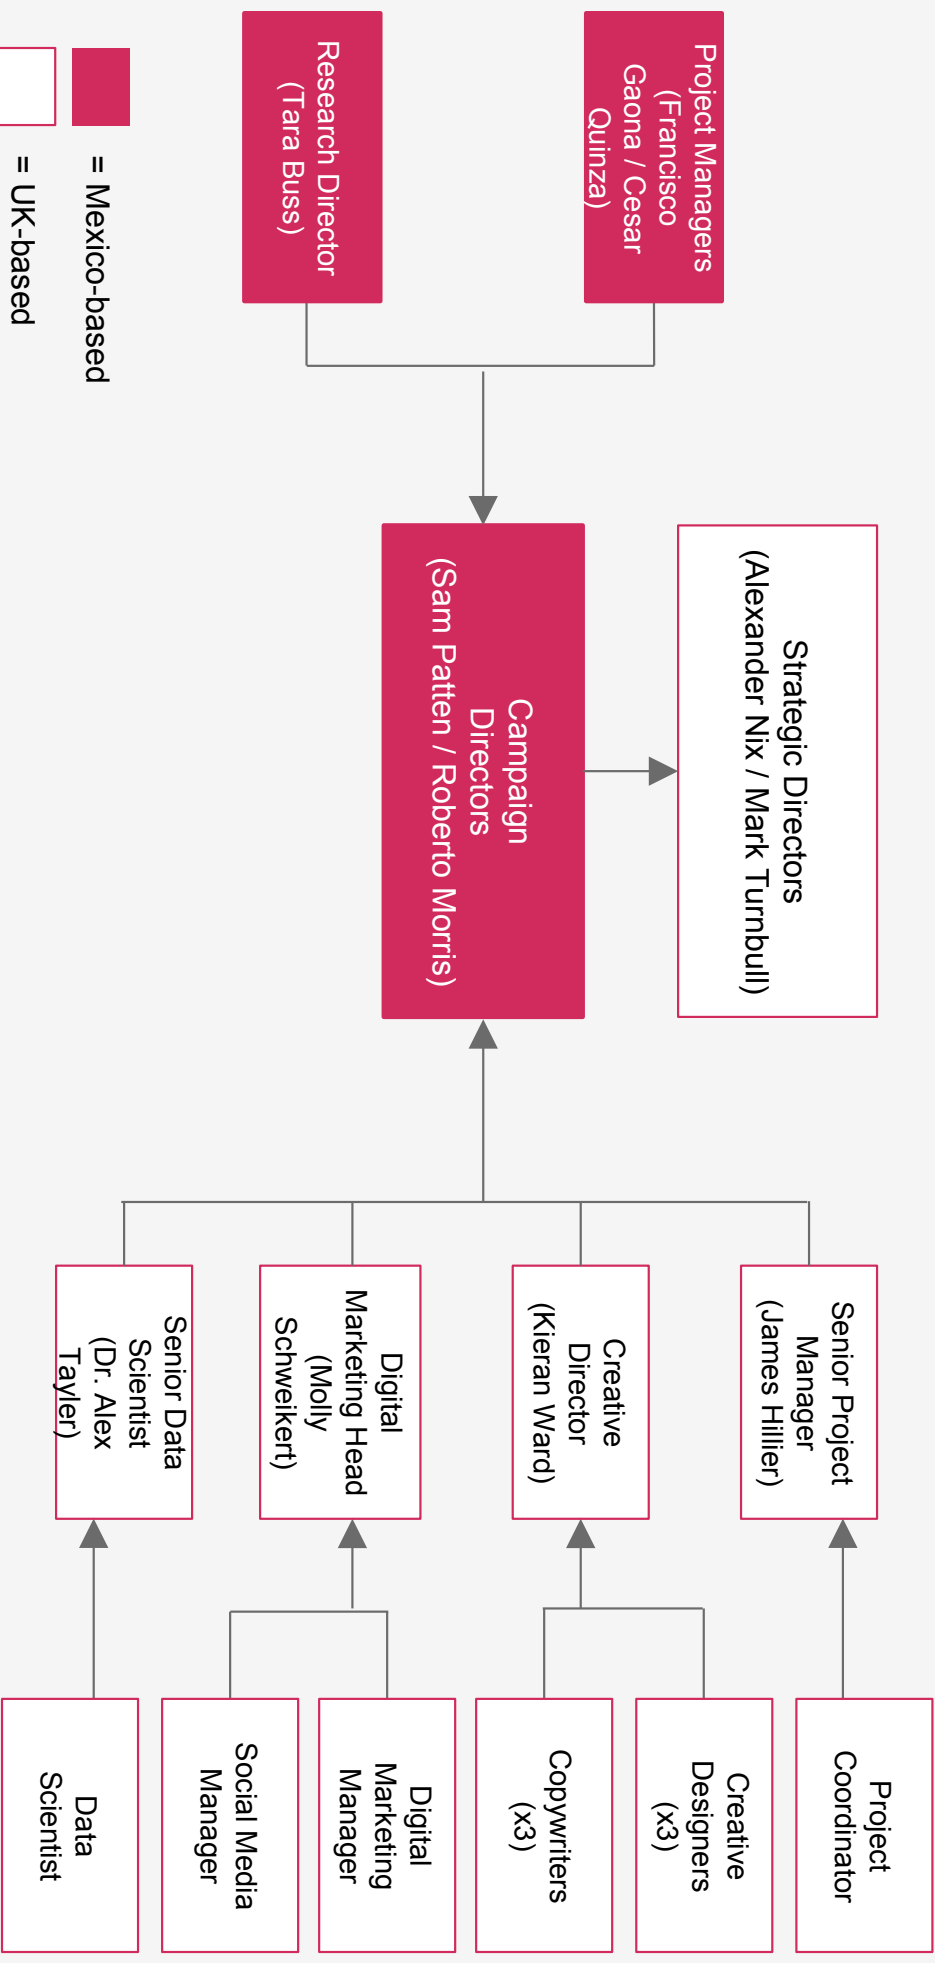 Strategic Directors
(Alexander Nix / Mark Turnbull)
Project Managers
(Francisco
Gaona / Cesar
Quinza)
Research Director
(Tara Buss)
Campaign
Directors
(Sam Patten / Roberto Morris)
Senior Project
Manager
(James Hillier)
Creative
Director
(Kieran Ward)
Digital
Marketing Head
(Molly
Schweikert)
Senior Data
Scientist
(Dr. Alex
Tayler)
Project
Coordinator
Creative
Designers
(x3)
Copywriters
(x3)
Digital
Marketing
Manager
Social Media
Manager
Data
Scientist
= Mexico-based
= UK-based